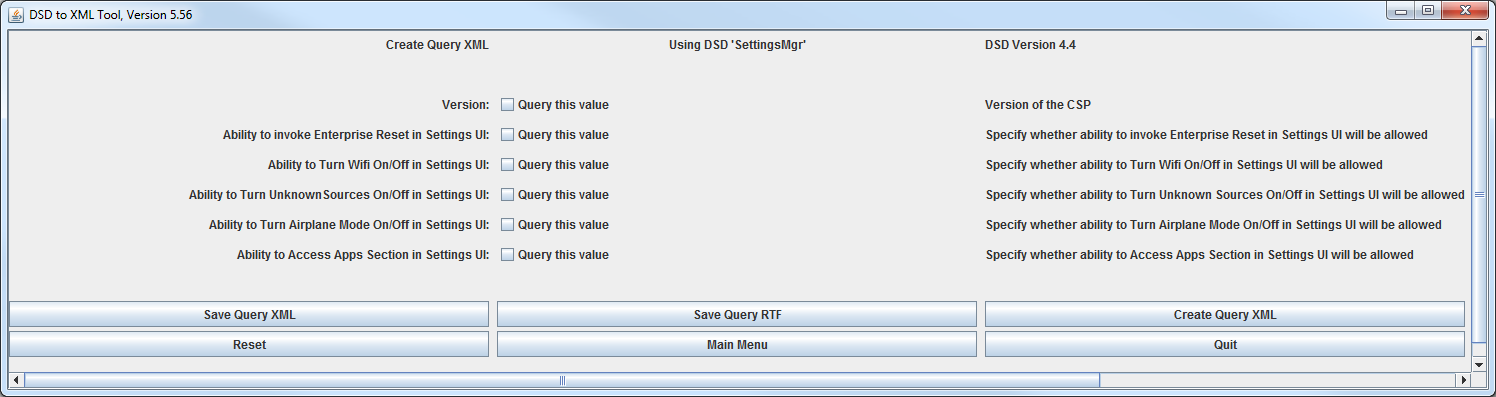 DSD to XML Tool, Version 5.56
Create Query XML Using DSD 'SettingsMgr' DSD Version 4.4
Version: Query this value Version of the CSP
Ability to invoke Enterprise Reset in Settings UI: Query this value Specify whether ability to invoke Enterprise Reset in Settings UI will be allowed
Ability to Turn Wifi On/Off in Settings UI: Query this value Specify whether ability to Turn Wifi On/Off in Settings UI will be allowed
Ability to Turn UnknownSources On/Off in Settings UI: Query this value Specify whether ability to Turn Unknown Sources On/Off in Settings UI will be allowed
Ability to Turn Airplane Mode On/Off in Settings UI: Query this value Specify whether ability to Turn Airplane Mode On/Off in Settings UI will be allowed
Ability to Access Apps Section in Settings UI: Query this value Specify whether ability to Access Apps Section in Settings UI will be allowed
Save Query XML Save Query RTF Create Query XML
Reset Main Menu Quit